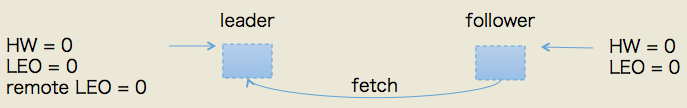 leader
follower
HW = 0
LEO = 0
remote LEO = 0
HW = 0
LEO = 0
fetch